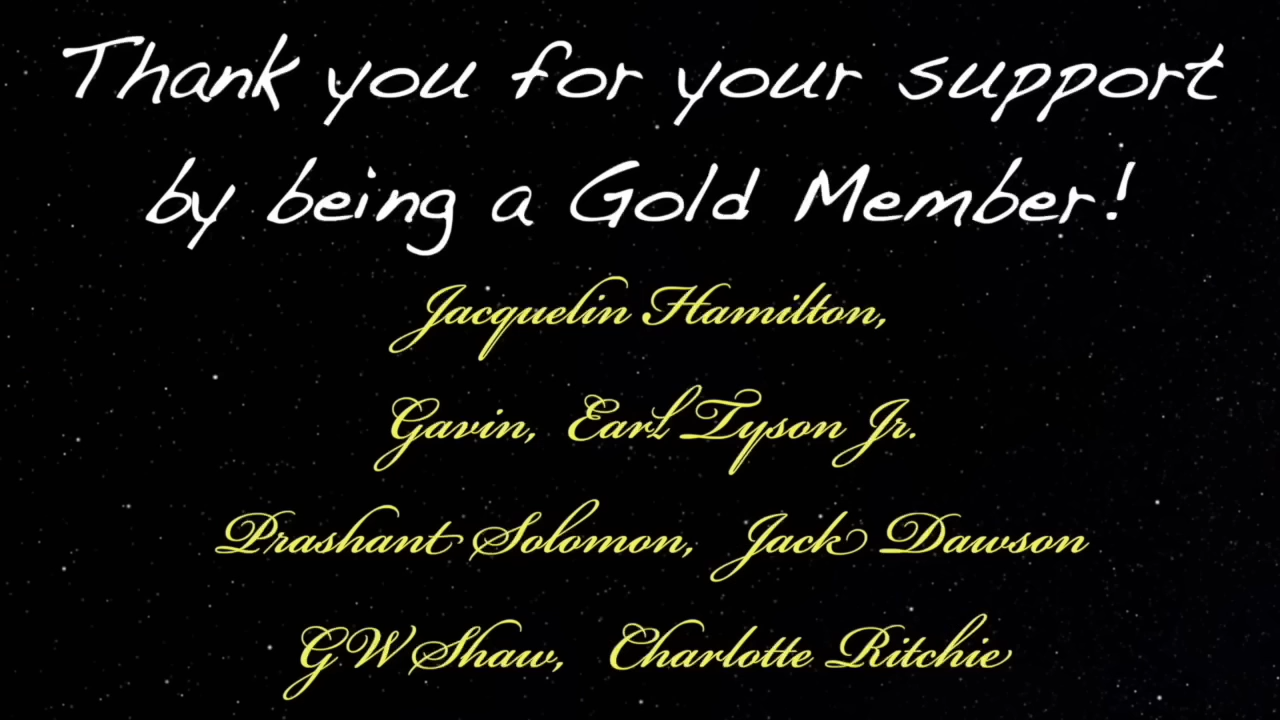 Thank you for your support
by being a Gold Member!
Jacquelin Hamilton,
Gavin, Earl Tyson Jr.
Prashant Solomon, Jack Dawson
GW Shaw, Charlotte Ritchie